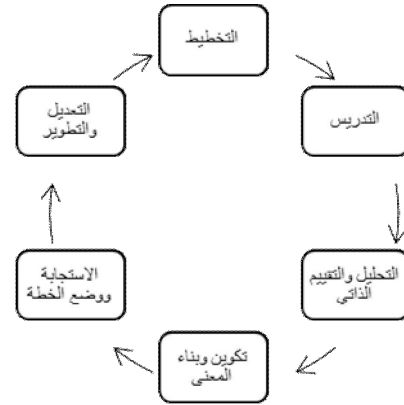 التخطيط
التدريس
التحليل والتقييم
الذاتي
تكوين وبناء
المعنى
الاستجابة
ووضع الخطة
التعديل
والتطوير